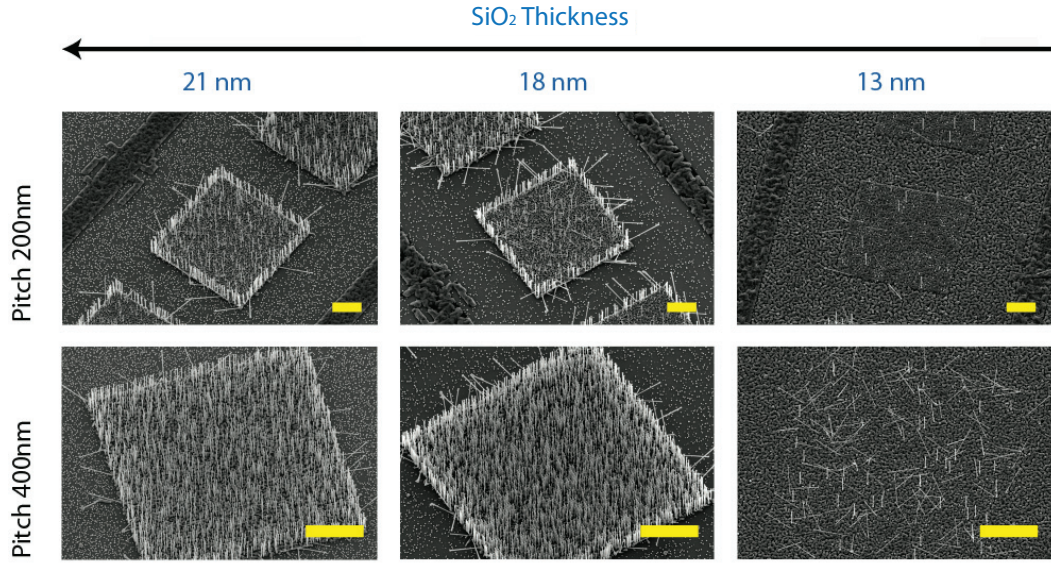 SiO₂ Thickness
21 nm
18 nm
13 nm
Pitch 200nm
Pitch 400nm